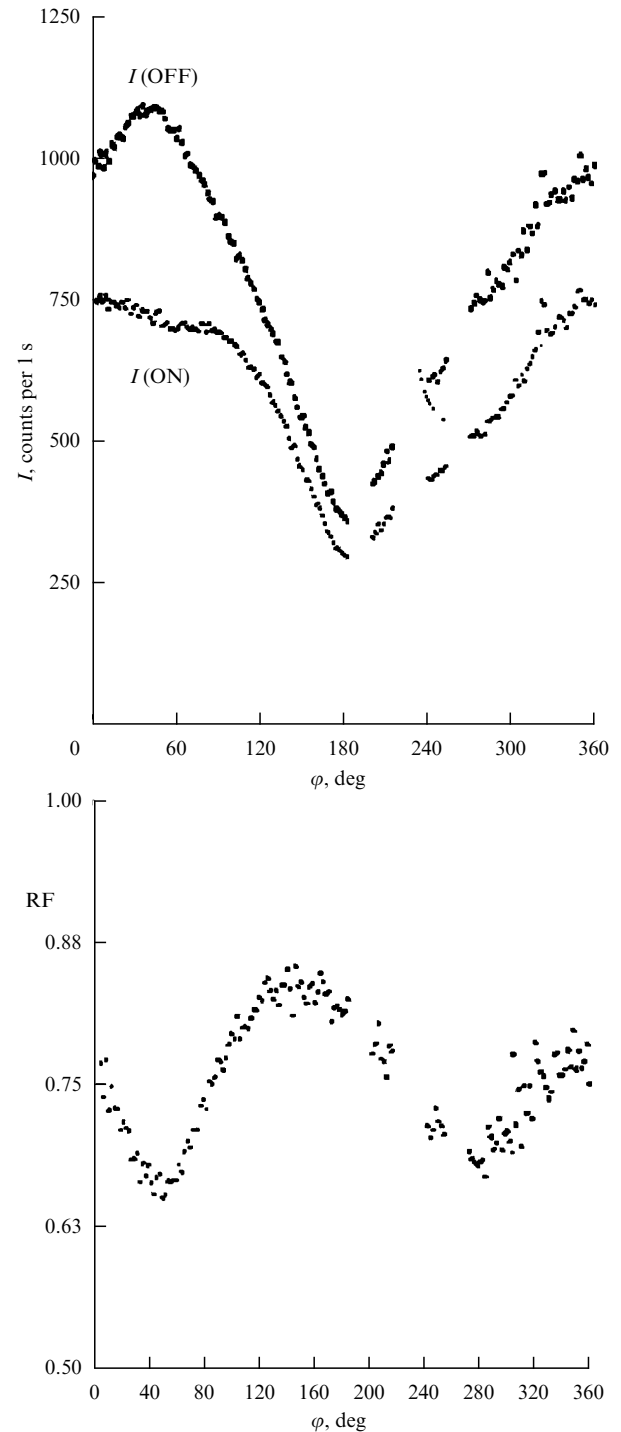 1250
I (OFF)
1000
750
I (ON)
I, counts per 1 s
500
250
0 60 120 180 240 300 360
φ, deg
1.00
RF
0.88
0.75
0.63
0.50
0 40 80 120 160 200 240 280 320 360
φ, deg